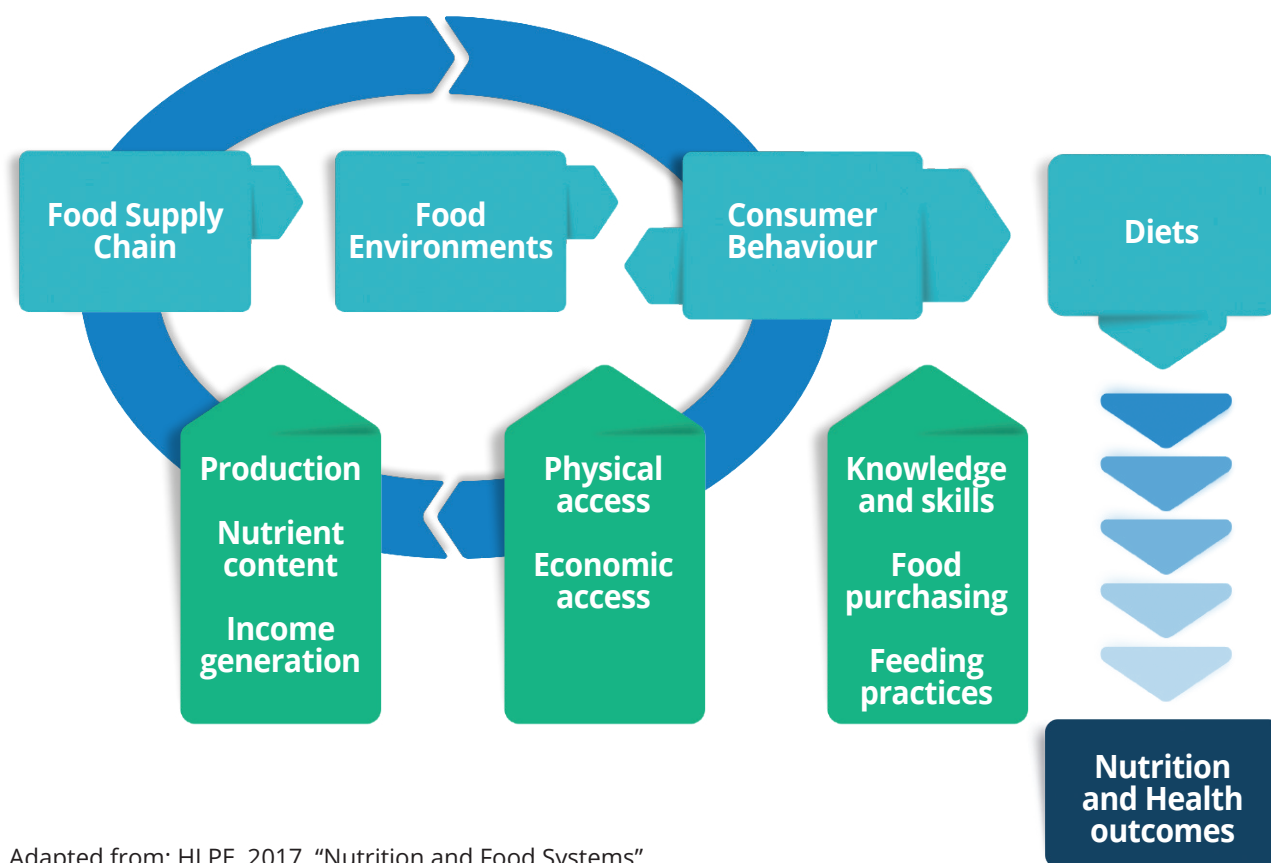 Food Supply
Chain
Food
Environments
Consumer
Behaviour
Diets
Production
Nutrient
content
Income
generation
Physical
access
Economic
access
Knowledge
and skills
Food
purchasing
Feeding
practices
Nutrition
and Health
outcomes
Adapted from: HLPE, 2017, “Nutrition and Food Systems”